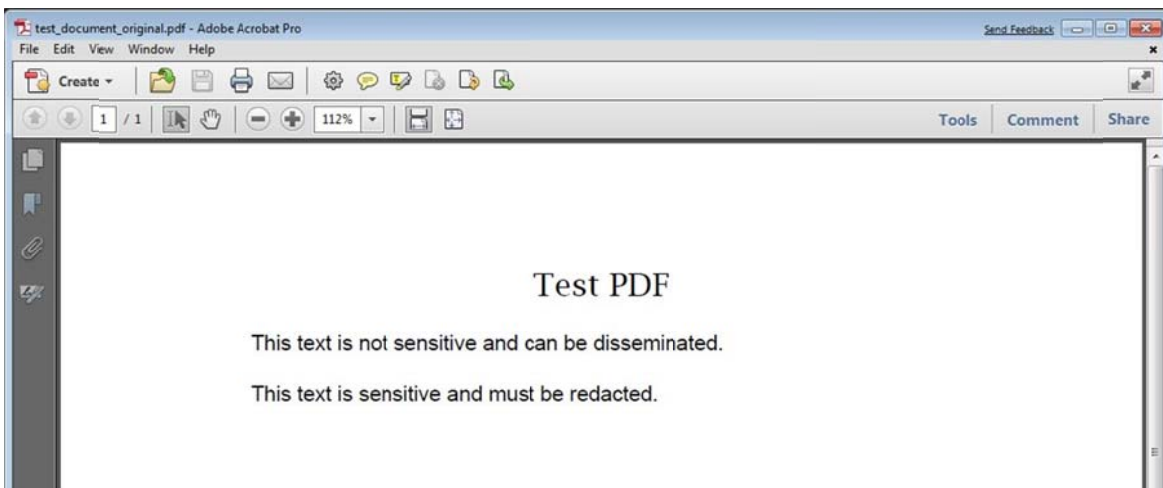 test_document_original.pdf - Adobe Acrobat Pro
Send Feedback
File Edit View Window Help
Create
1 / 1
112%
Tools Comment Share
Test PDF
This text is not sensitive and can be disseminated.
This text is sensitive and must be redacted.